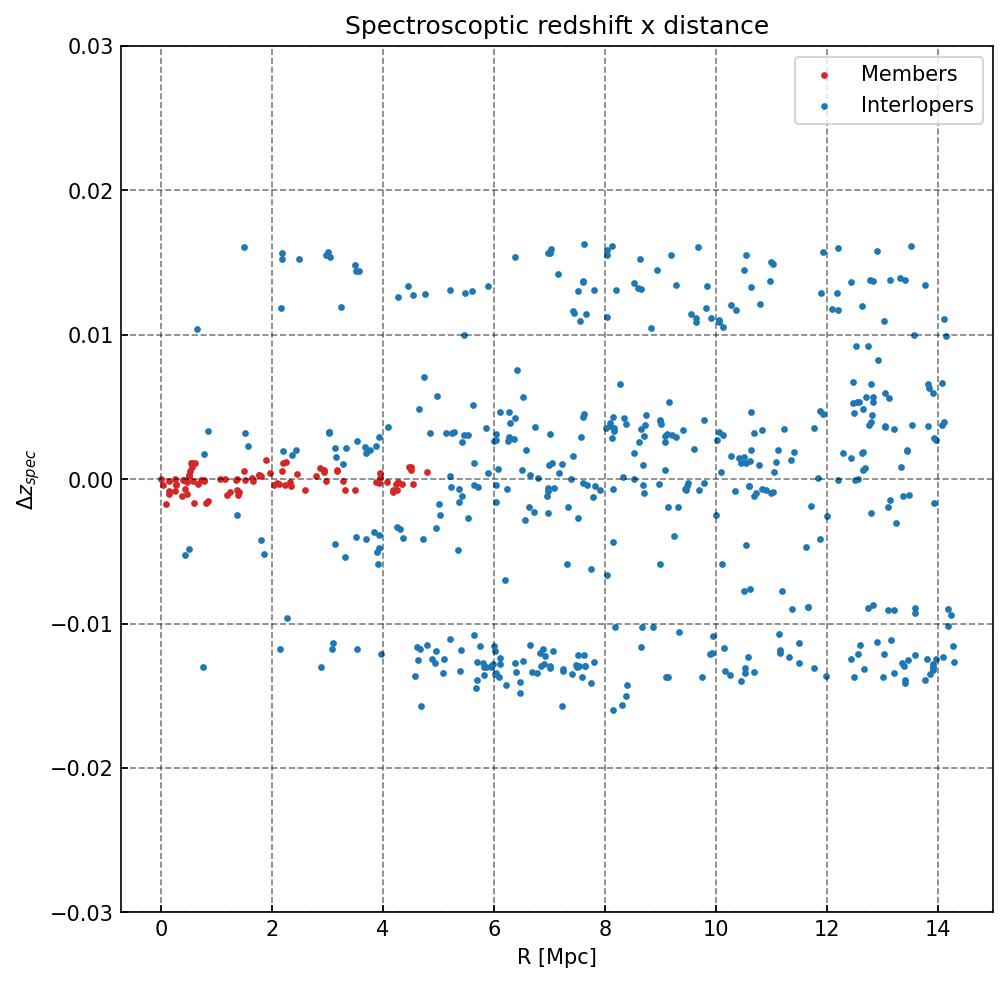 Spectroscoptic redshift x distance
0.03
0.02
0.01
0.00
−0.01
−0.02
−0.03
Δz_spec
Members
Interlopers
0 2 4 6 8 10 12 14
R [Mpc]